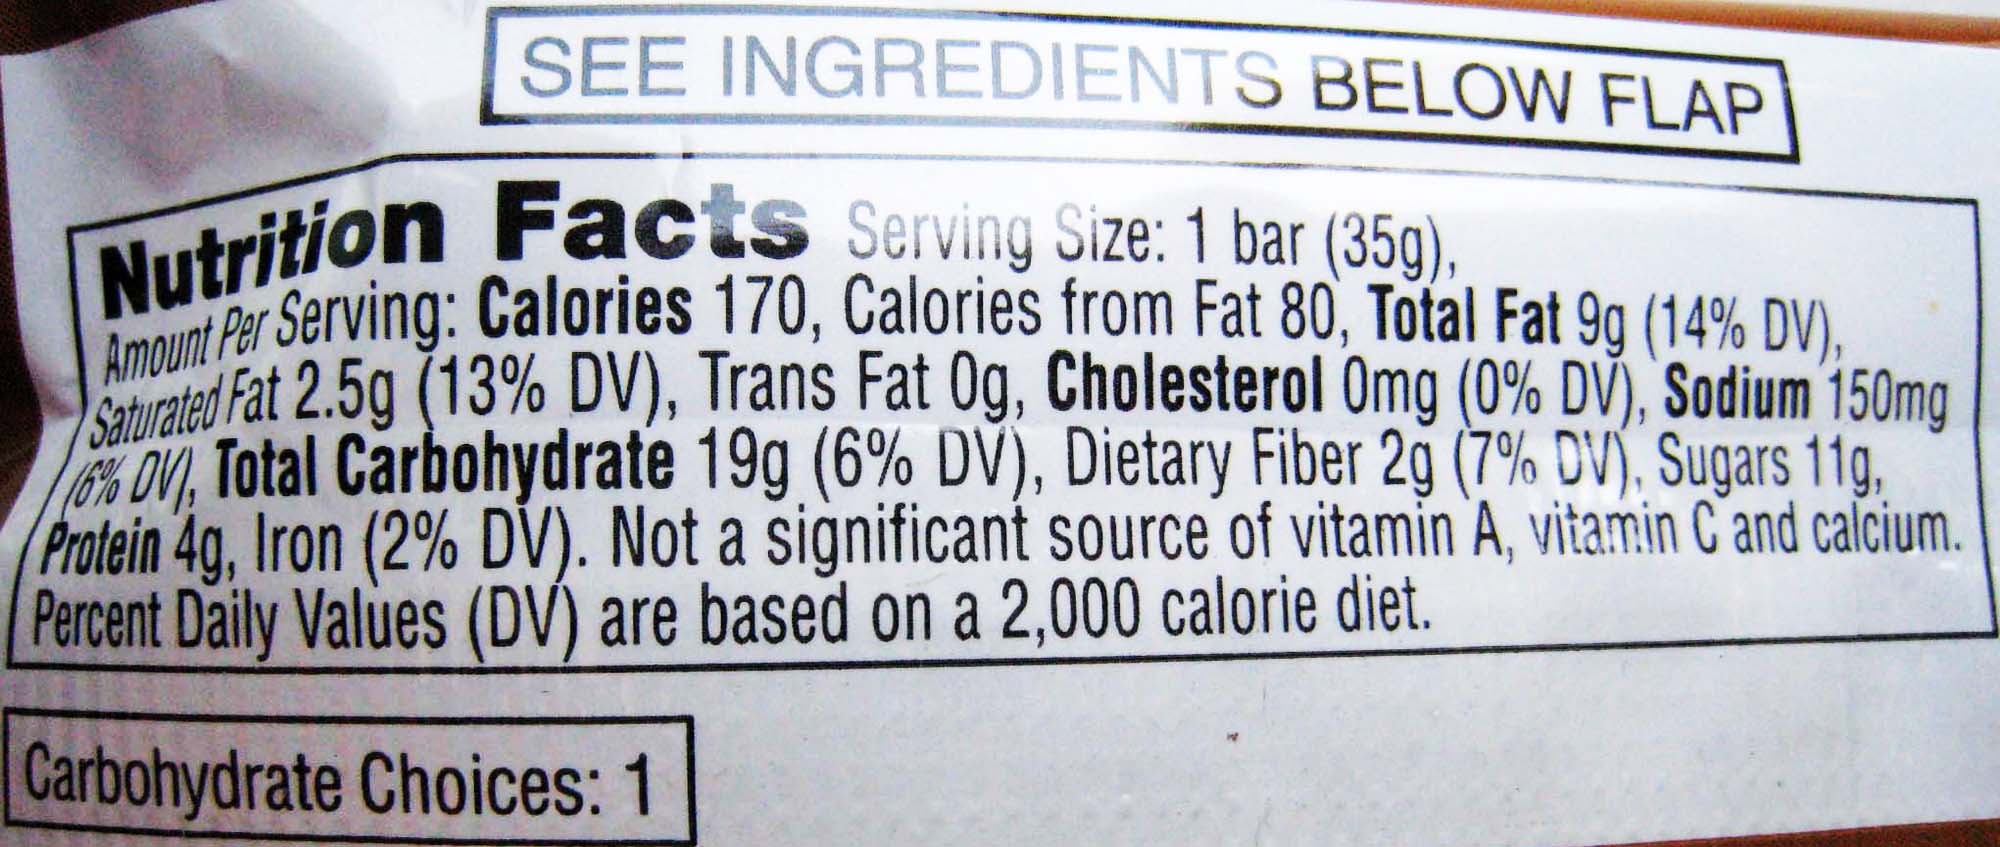 SEE INGREDIENTS BELOW FLAP
Nutrition Facts Serving Size: 1 bar (35g),
Amount Per Serving: Calories 170, Calories from Fat 80, Total Fat 9g (14% DV),
Saturated Fat 2.5g (13% DV), Trans Fat 0g, Cholesterol 0mg (0% DV), Sodium 150mg
(6% DV), Total Carbohydrate 19g (6% DV), Dietary Fiber 2g (7% DV), Sugars 11g,
Protein 4g, Iron (2% DV). Not a significant source of vitamin A, vitamin C and calcium.
Percent Daily Values (DV) are based on a 2,000 calorie diet.
Carbohydrate Choices: 1